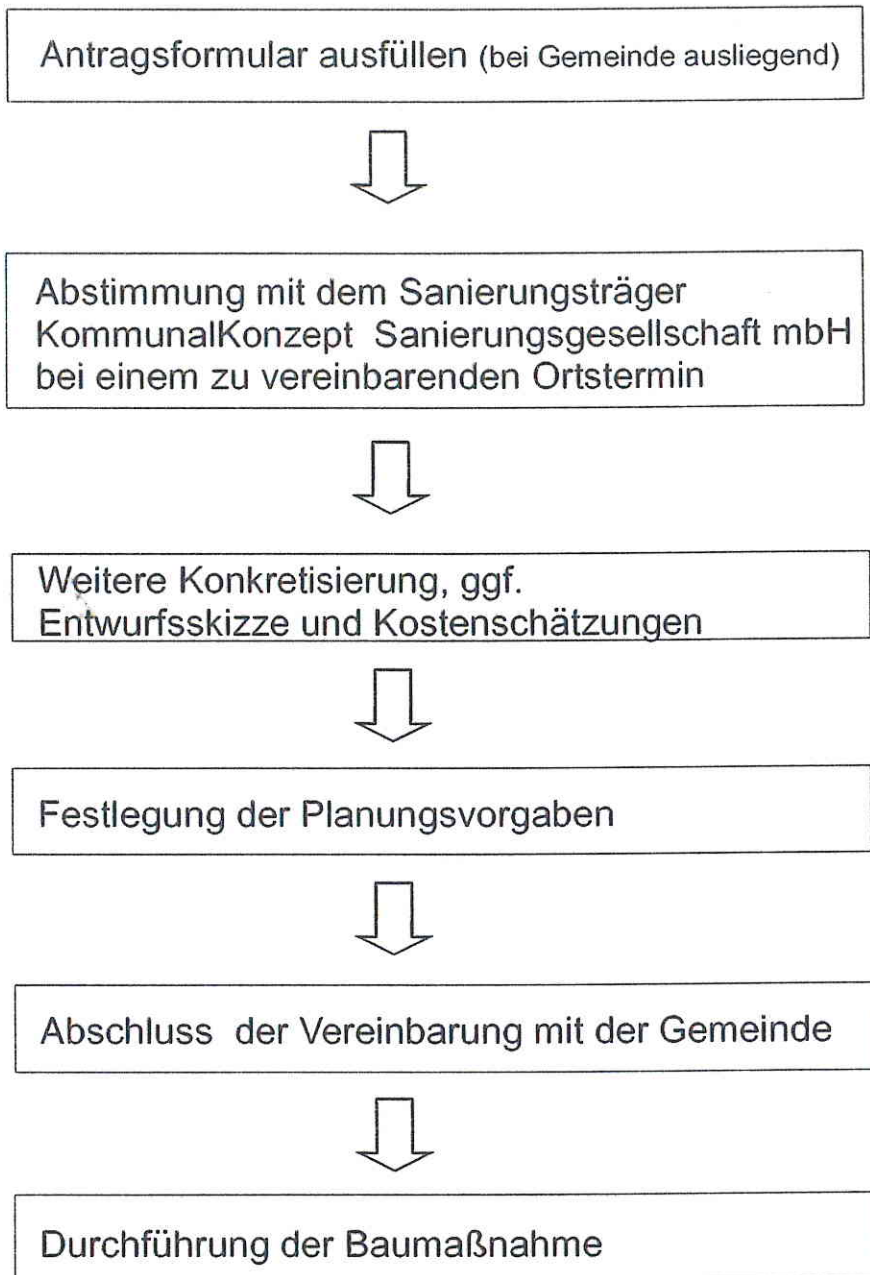 Antragsformular ausfüllen (bei Gemeinde ausliegend)
Abstimmung mit dem Sanierungsträger
KommunalKonzept Sanierungsgesellschaft mbH
bei einem zu vereinbarenden Ortstermin
Weitere Konkretisierung, ggf.
Entwurfsskizze und Kostenschätzungen
Festlegung der Planungsvorgaben
Abschluss der Vereinbarung mit der Gemeinde
Durchführung der Baumaßnahme